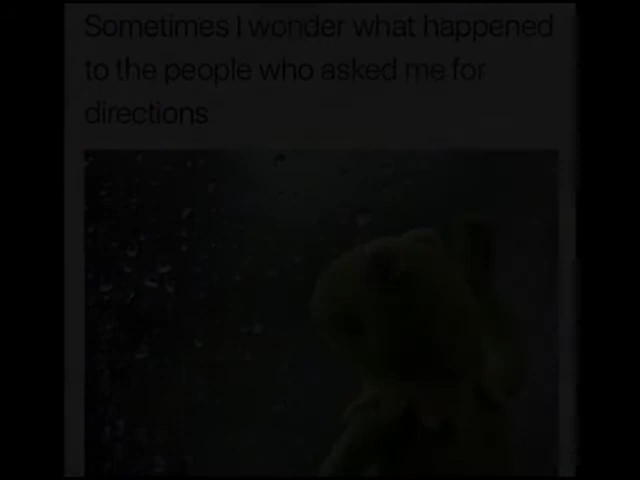 Sometimes I wonder what happened
to the people who asked me for
directions